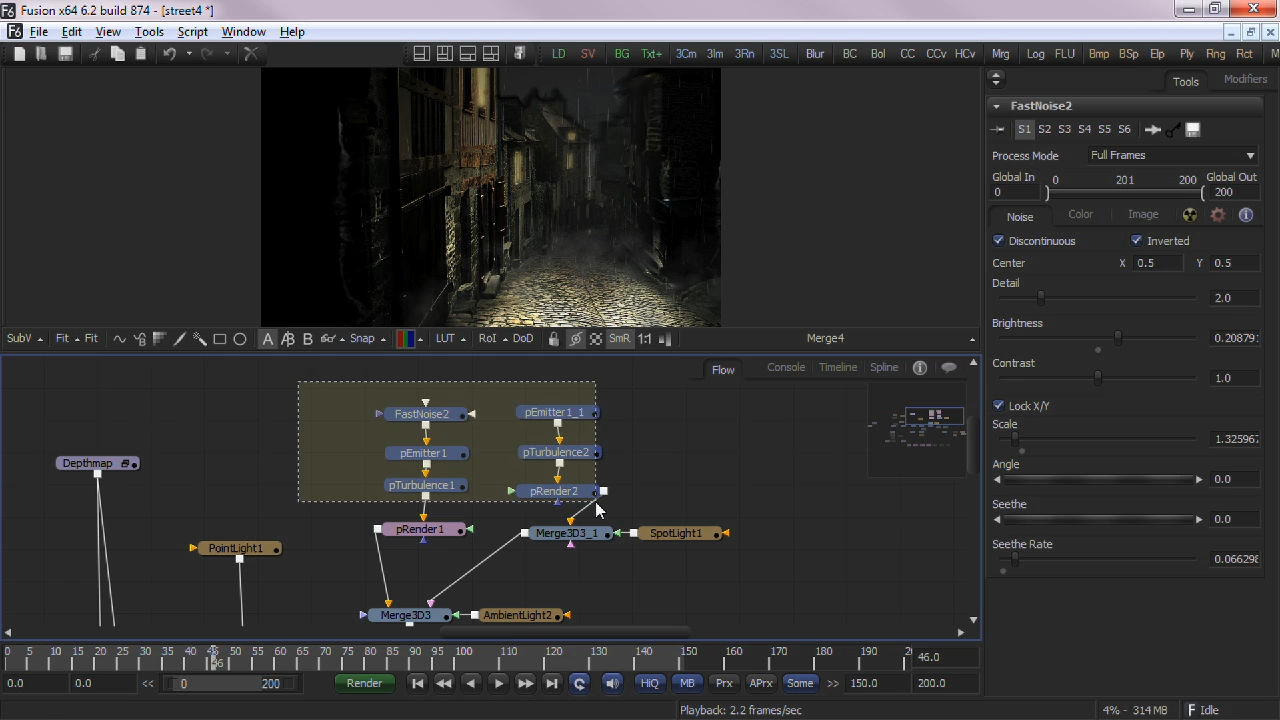 Fusion x64 6.2 build 874 - [street4 *]
File Edit View Tools Script Window Help
LD SV BG Txt+ 3Cm 3Im 3Rn 3SL Blur BC Bol CC CCv HCv Mrg Log FLU Bmp BSp Elp Ply Rng Rct
Tools Modifiers
FastNoise2
S1 S2 S3 S4 S5 S6
Process Mode Full Frames
Global In 0 201 200 Global Out
0 200
Noise Color Image
Discontinuous Inverted
Center X 0.5 Y 0.5
Detail
2.0
Brightness
0.208791
Contrast
1.0
Lock X/Y
Scale
1.325967
Angle
0.0
Seethe
0.0
Seethe Rate
0.066298
SubV Fit Fit A B Snap LUT RoI DoD SmR 1:1 Merge4
Flow Console Timeline Spline
FastNoise2 pEmitter1_1
pEmitter1 pTurbulence2
Depthmap
pTurbulence1 pRender2
pRender1 Merge3D3_1 SpotLight1
PointLight1
Merge3D3 AmbientLight2
0 5 10 15 20 25 30 35 40 45 50 55 60 65 70 75 80 85 90 95 100 110 120 130 140 150 160 170 180 190
46
46.0
0.0 0.0 << 0 200 Render HiQ MB Prx APrx Some >> 150.0 200.0
Playback: 2.2 frames/sec 4% - 314 MB Idle